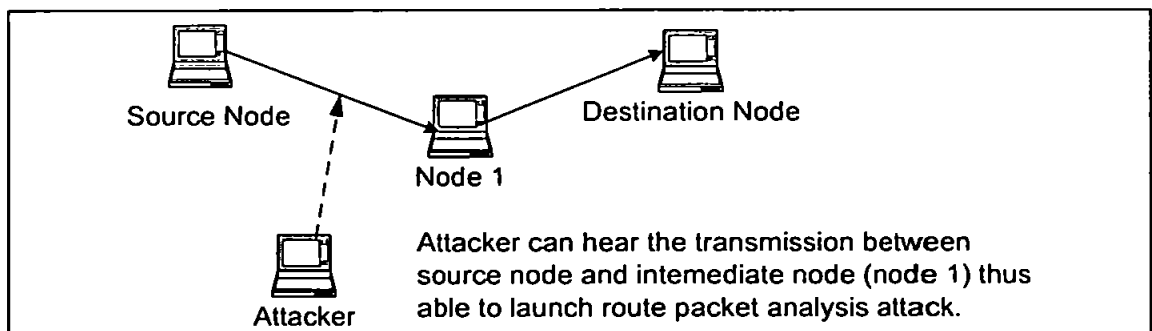 Source Node
Destination Node
Node 1
Attacker can hear the transmission between
source node and intemediate node (node 1) thus
able to launch route packet analysis attack.
Attacker